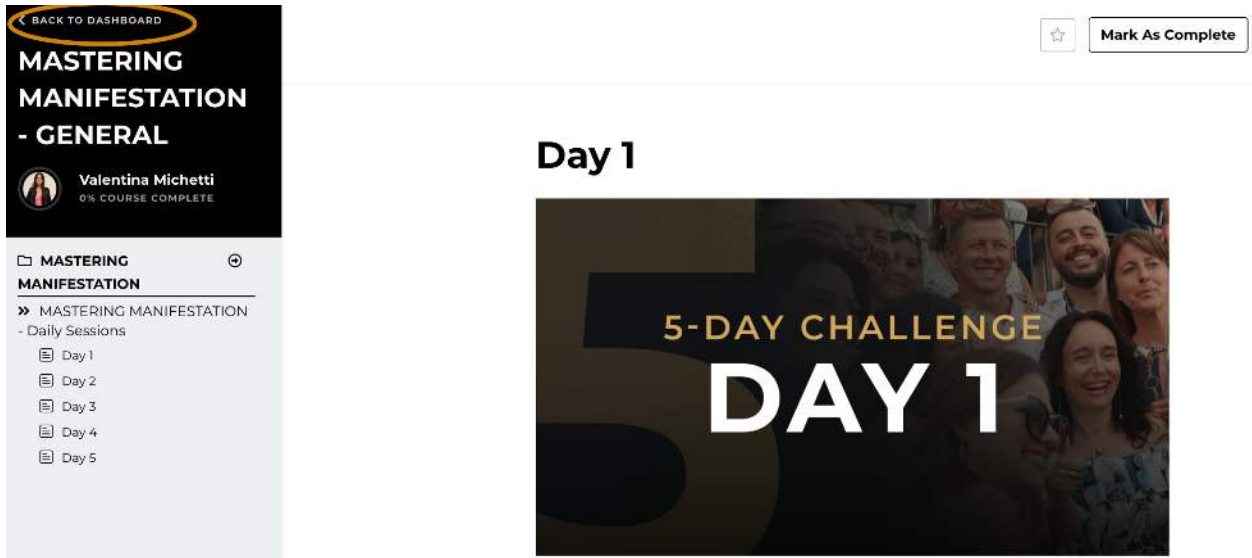 BACK TO DASHBOARD
MASTERING
MANIFESTATION
- GENERAL
Valentina Michetti
0% COURSE COMPLETE
MASTERING
MANIFESTATION
MASTERING MANIFESTATION
- Daily Sessions
Day 1
Day 2
Day 3
Day 4
Day 5
Mark As Complete
Day 1
5
5-DAY CHALLENGE
DAY 1